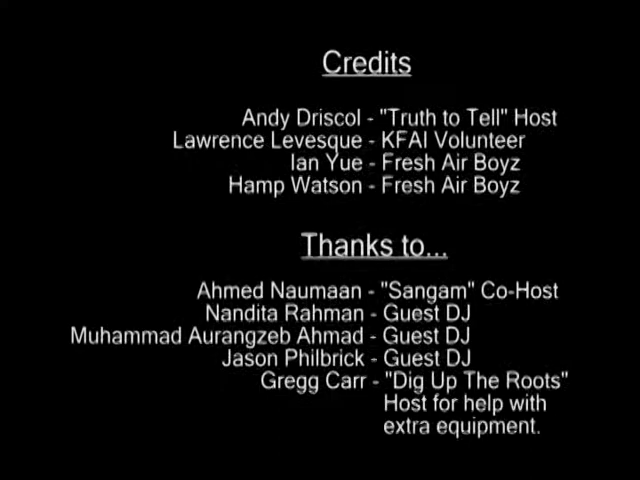 Credits
Andy Driscol - "Truth to Tell" Host
Lawrence Levesque - KFAI Volunteer
Ian Yue - Fresh Air Boyz
Hamp Watson - Fresh Air Boyz
Thanks to...
Ahmed Naumaan - "Sangam" Co-Host
Nandita Rahman - Guest DJ
Muhammad Aurangzeb Ahmad - Guest DJ
Jason Philbrick - Guest DJ
Gregg Carr - "Dig Up The Roots"
Host for help with
extra equipment.